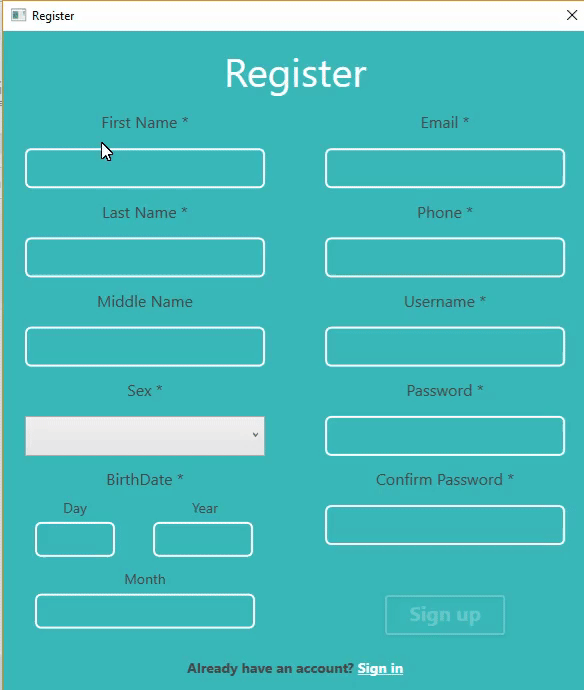 Register
Register
First Name *
Email *
Last Name *
Phone *
Middle Name
Username *
Sex *
Password *
BirthDate *
Confirm Password *
Day
Year
Month
Sign up
Already have an account? Sign in